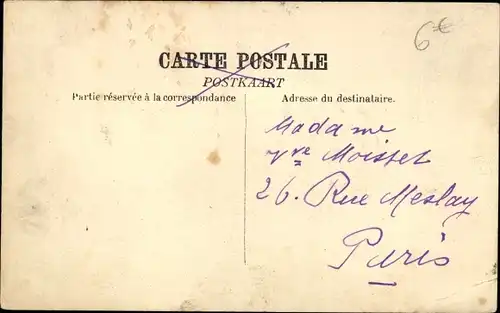 6€
CARTE POSTALE
POSTKAART
Partie réservée à la correspondance
Adresse du destinataire.
Madame
Vve Moisset
26. Rue Meslay
Paris